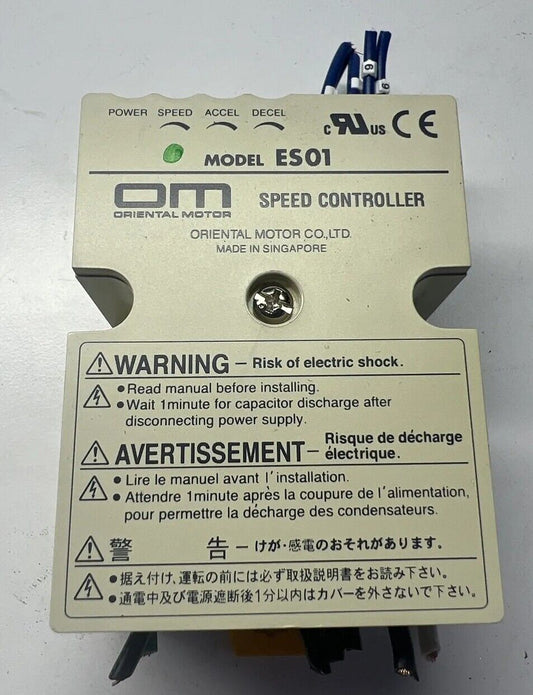 POWER SPEED ACCEL DECEL
c RU US CE
MODEL ES01
OM SPEED CONTROLLER
ORIENTAL MOTOR
ORIENTAL MOTOR CO.,LTD.
MADE IN SINGAPORE
WARNING – Risk of electric shock.
• Read manual before installing.
• Wait 1minute for capacitor discharge after
disconnecting power supply.
AVERTISSEMENT – Risque de décharge
électrique.
• Lire le manuel avant l'installation.
• Attendre 1minute après la coupure de l'alimentation,
pour permettre la décharge des condensateurs.
警 告 – けが・感電のおそれがあります。
• 据え付け、運転の前には必ず取扱説明書をお読み下さい。
• 通電中及び電源遮断後1分以内はカバーを外さないで下さい。